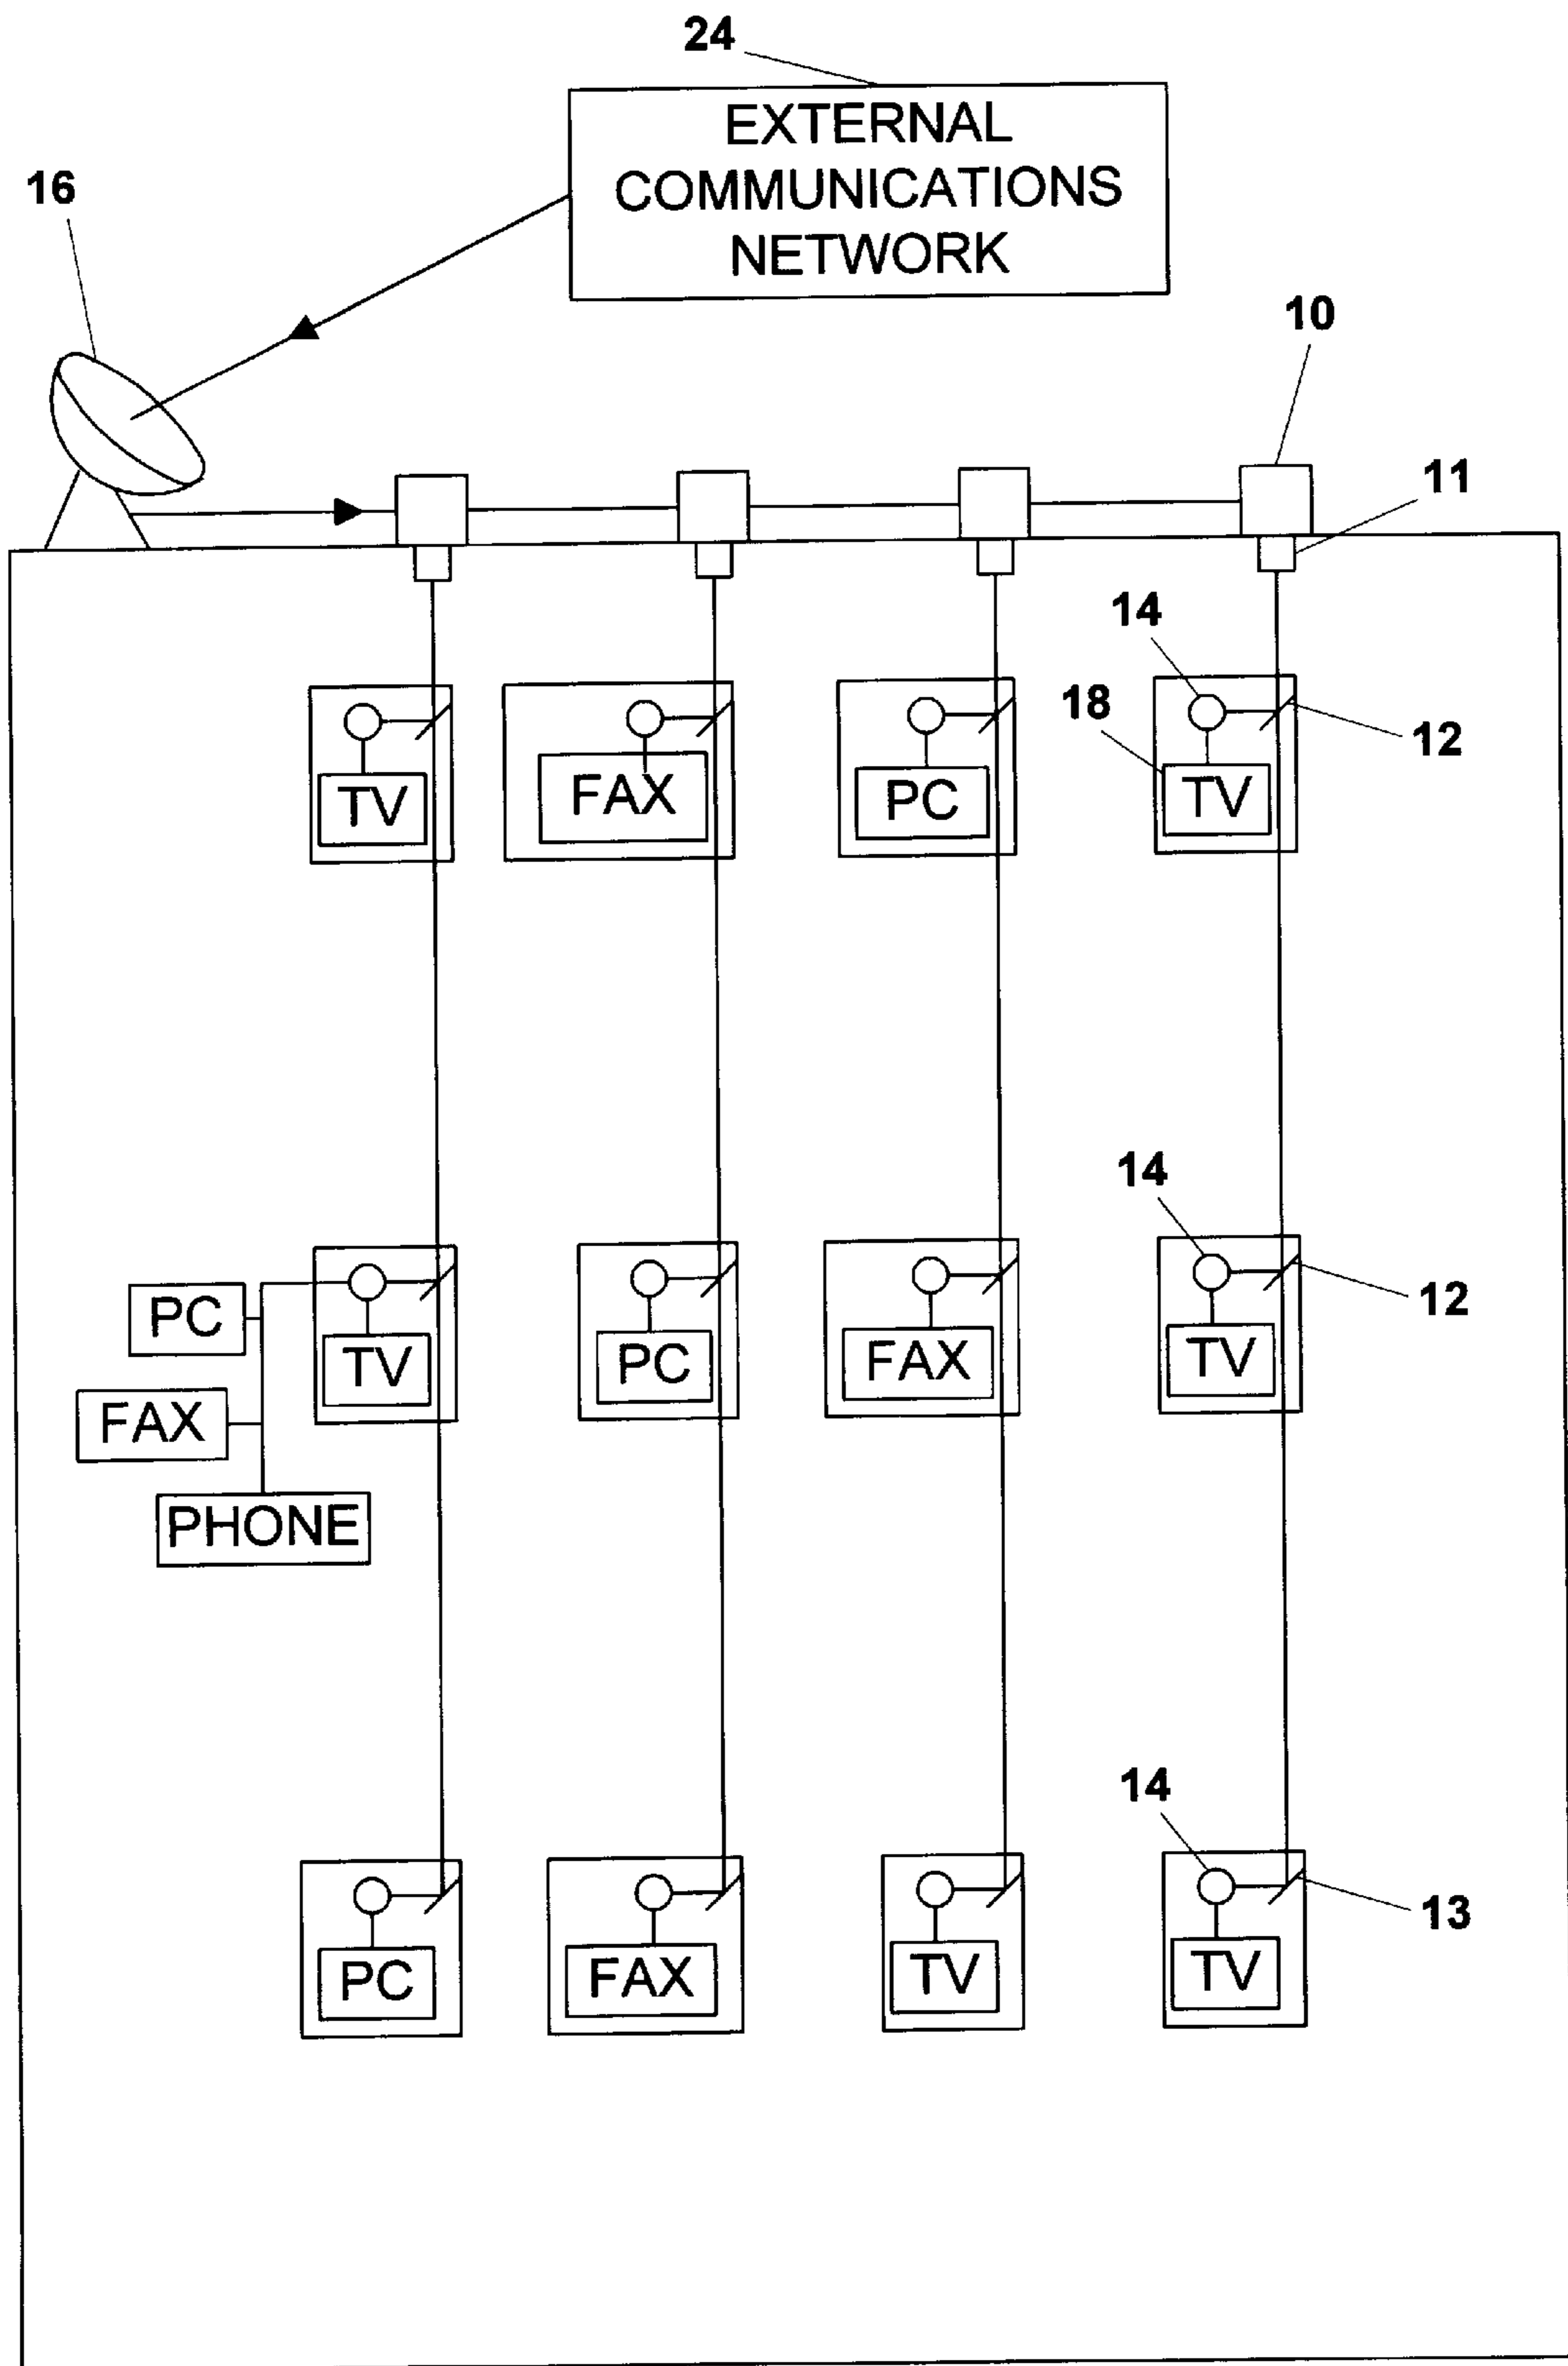 24
EXTERNAL
COMMUNICATIONS
NETWORK
16
10
11
14
18
12
TV
FAX
PC
TV
14
12
PC
TV
PC
FAX
TV
FAX
PHONE
14
13
PC
FAX
TV
TV